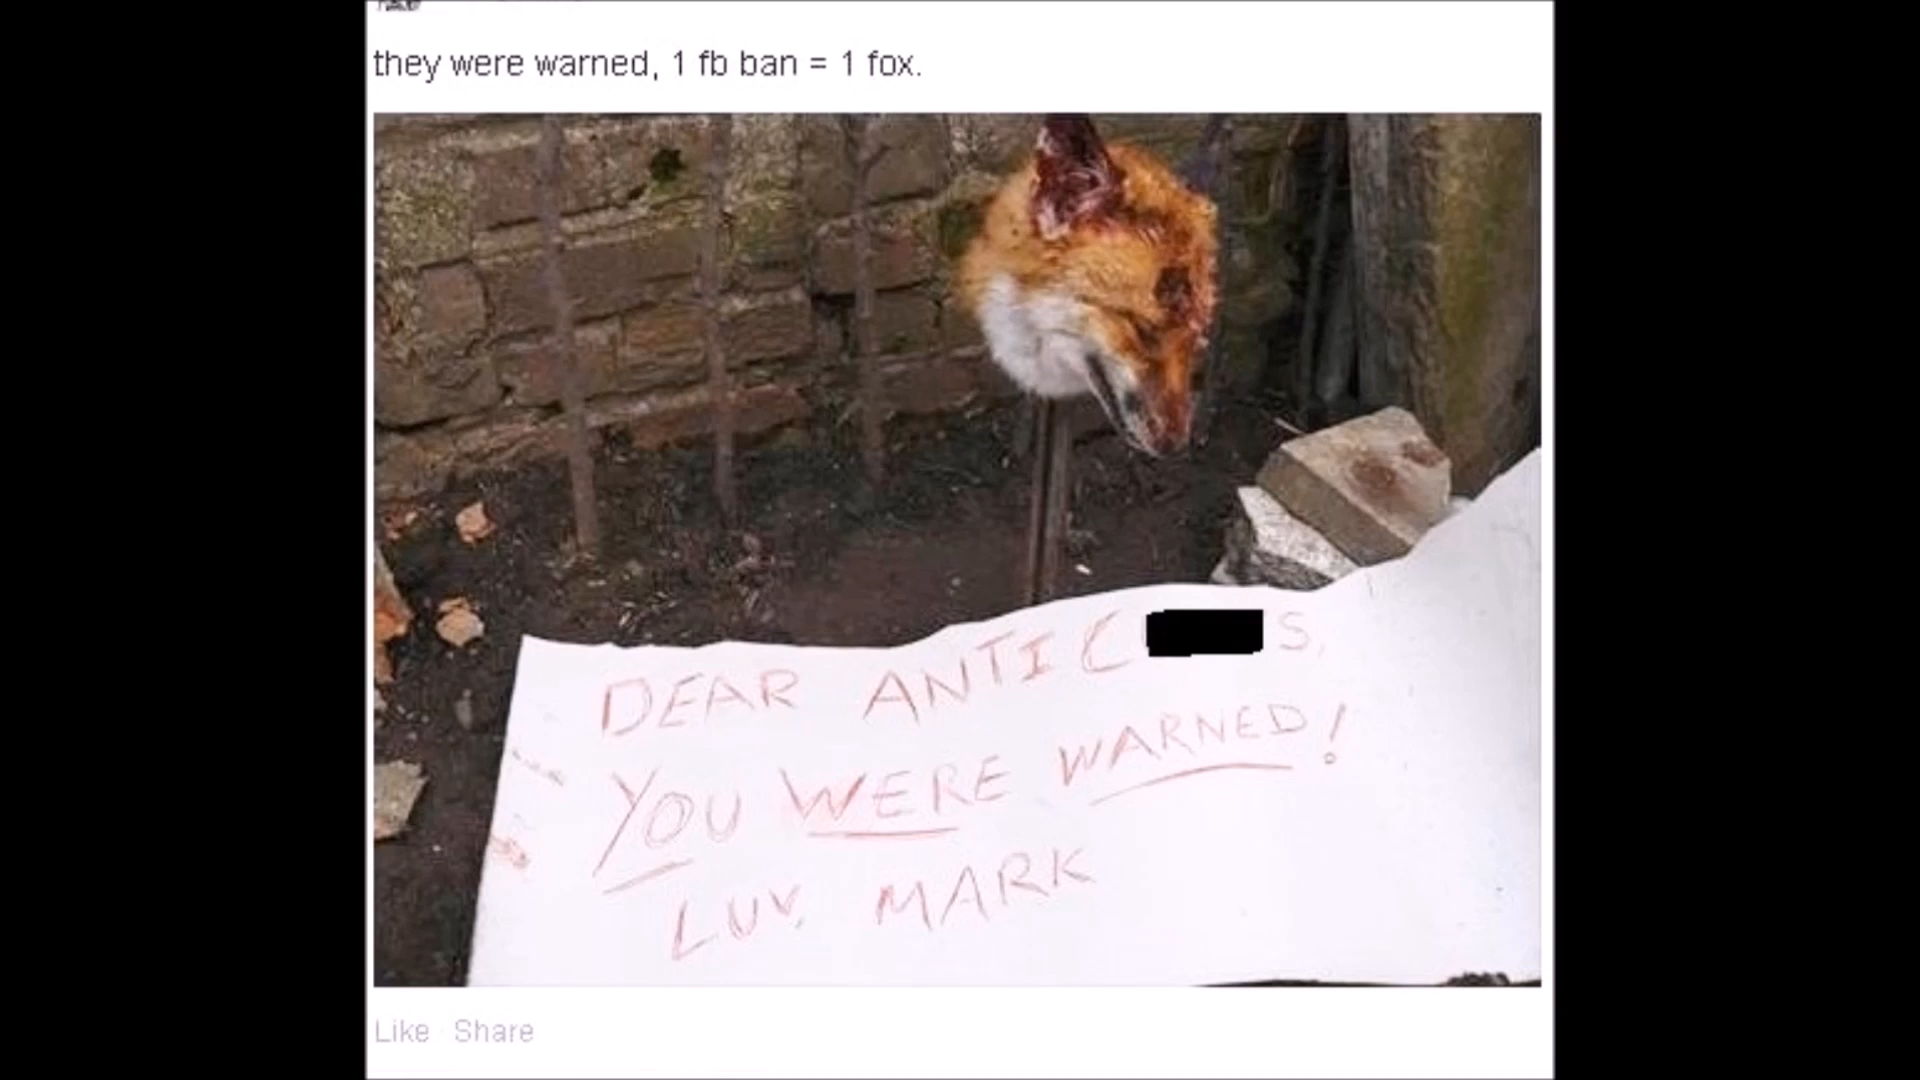 they were warned, 1 fb ban = 1 fox.
DEAR ANTI C S,
YOU WERE WARNED!
LUV, MARK
Like · Share